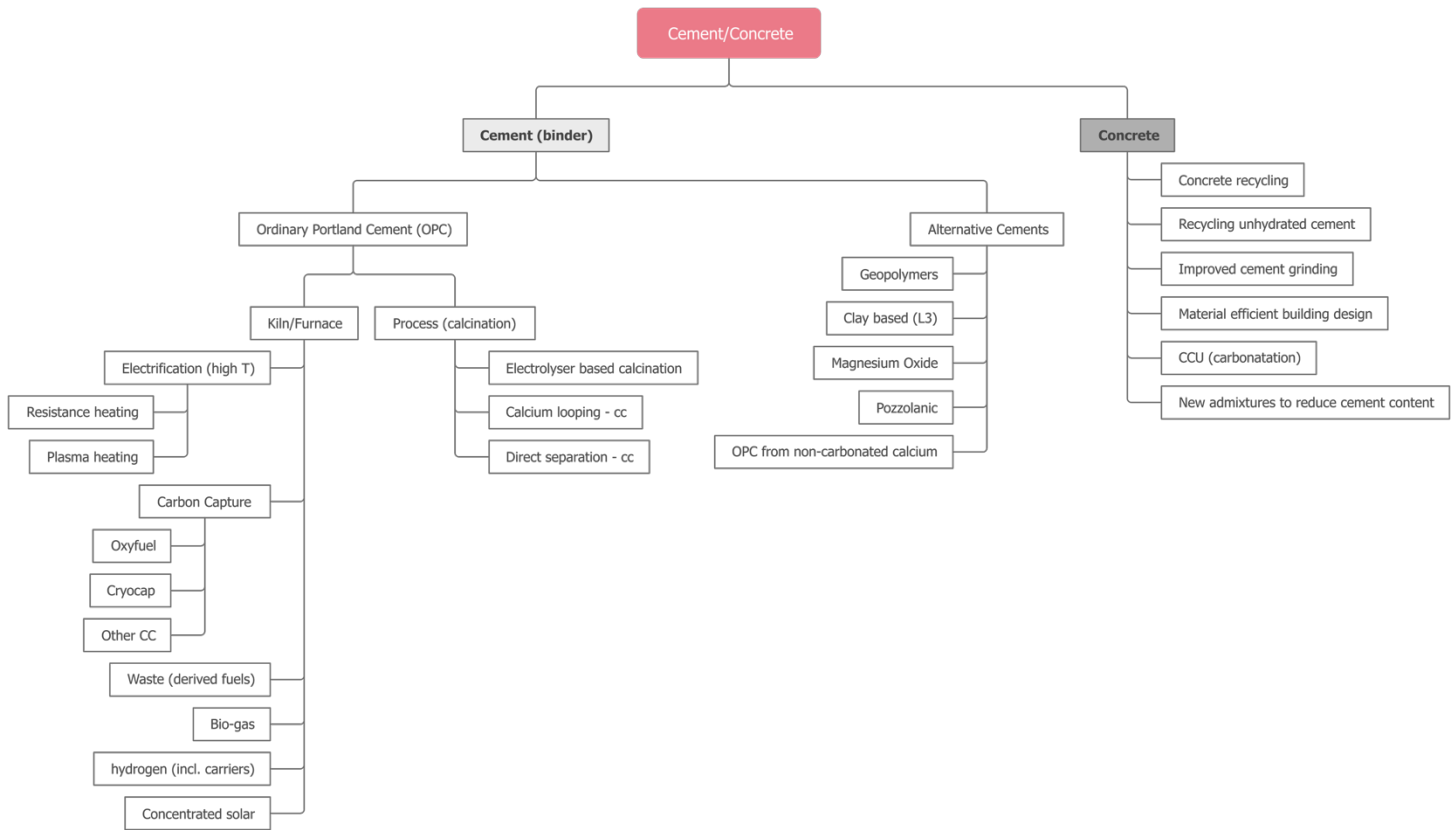 Cement/Concrete
Cement (binder)
Concrete
Concrete recycling
Recycling unhydrated cement
Improved cement grinding
Material efficient building design
CCU (carbonatation)
New admixtures to reduce cement content
Ordinary Portland Cement (OPC)
Alternative Cements
Geopolymers
Clay based (L3)
Magnesium Oxide
Pozzolanic
OPC from non-carbonated calcium
Kiln/Furnace
Process (calcination)
Electrification (high T)
Resistance heating
Plasma heating
Carbon Capture
Oxyfuel
Cryocap
Other CC
Waste (derived fuels)
Bio-gas
hydrogen (incl. carriers)
Concentrated solar
Electrolyser based calcination
Calcium looping - cc
Direct separation - cc